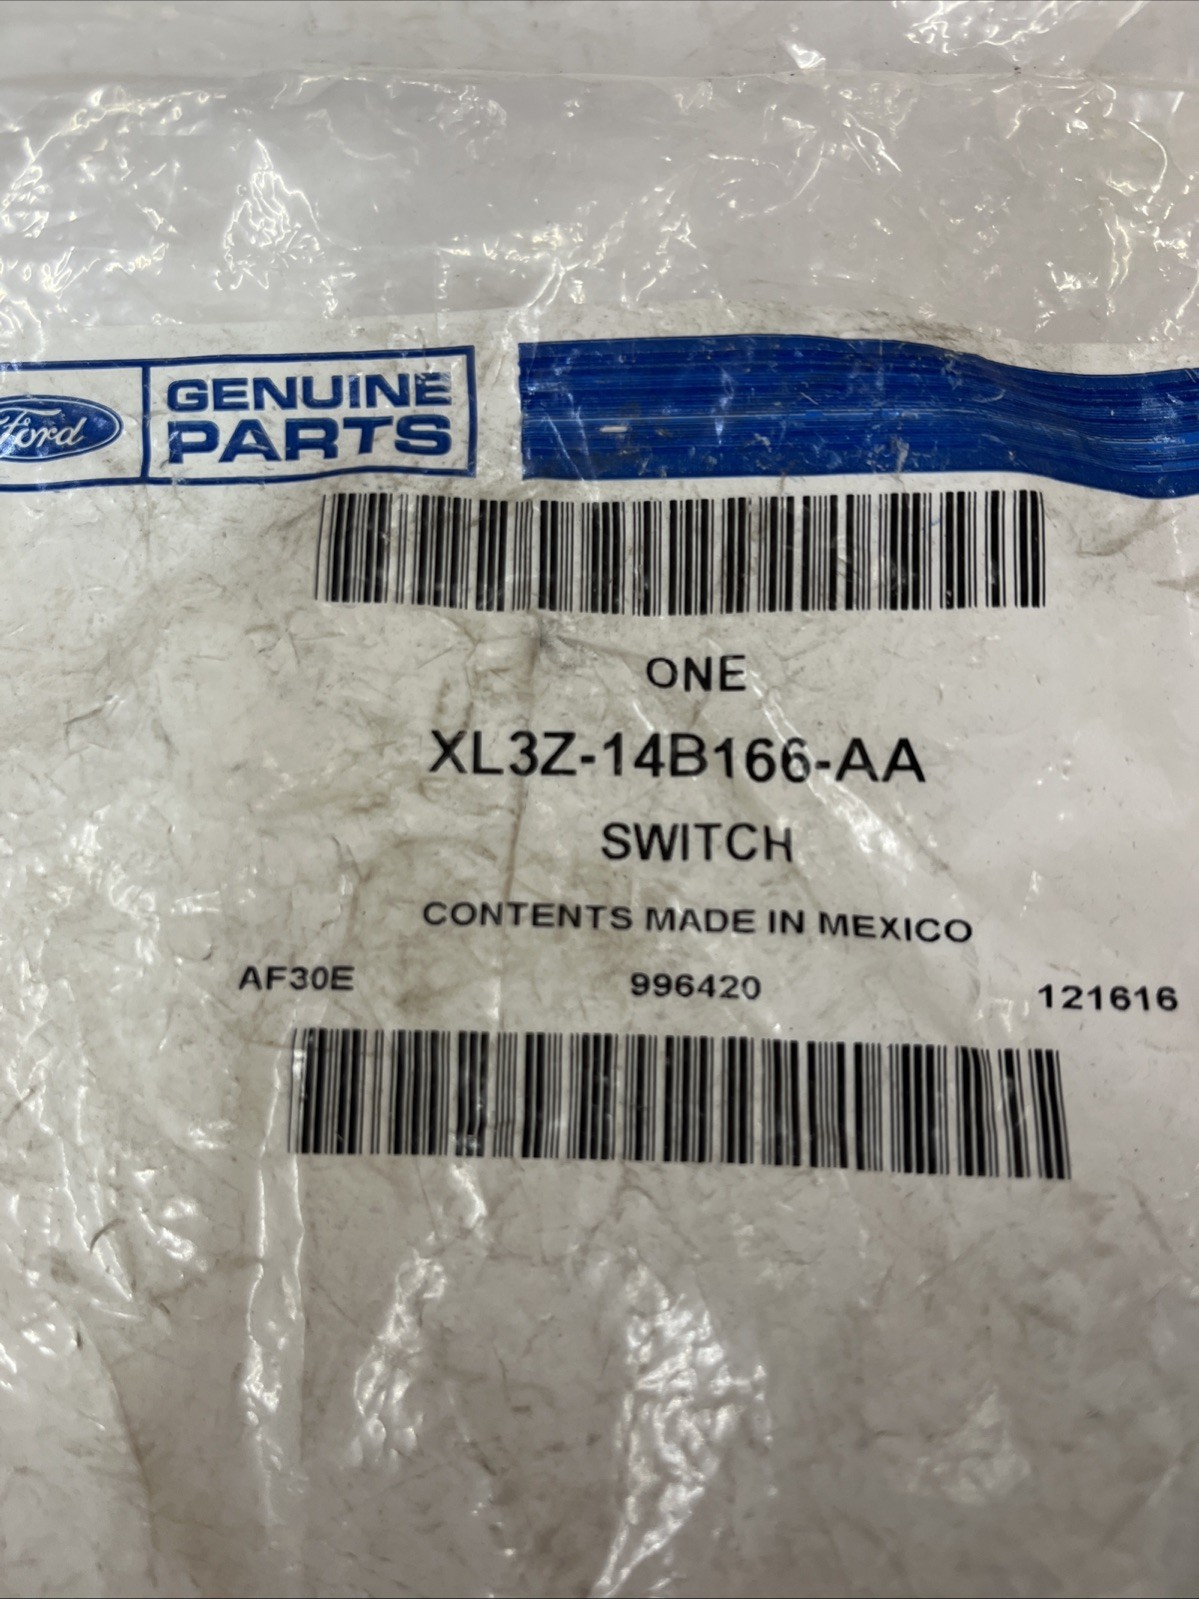 Ford
GENUINE
PARTS
ONE
XL3Z-14B166-AA
SWITCH
CONTENTS MADE IN MEXICO
AF30E 996420 121616